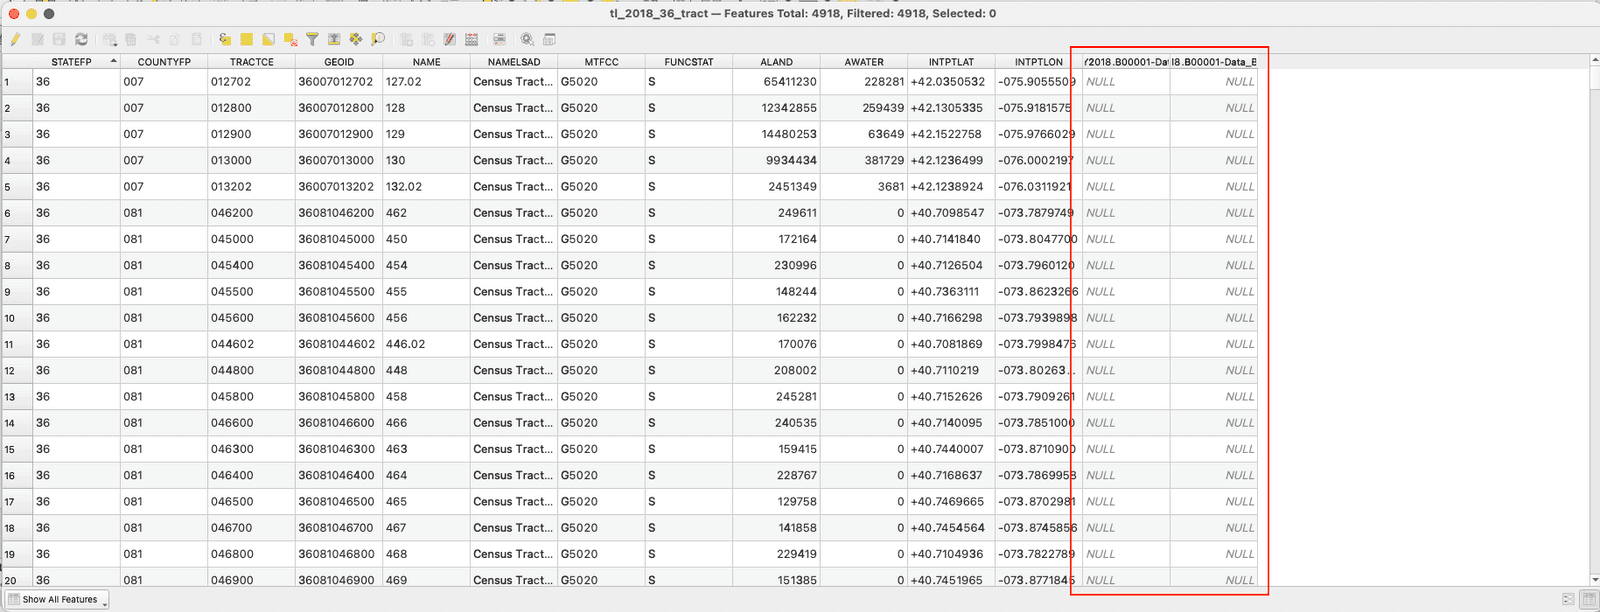 tl_2018_36_tract — Features Total: 4918, Filtered: 4918, Selected: 0
STATEFP COUNTYFP TRACTCE GEOID NAME NAMELSAD MTFCC FUNCSTAT ALAND AWATER INTPTLAT INTPTLON Y2018.B00001-Dat 18.B00001-Data_B
1 36 007 012702 36007012702 127.02 Census Tract... G5020 S 65411230 228281 +42.0350532 -075.9055509 NULL NULL
2 36 007 012800 36007012800 128 Census Tract... G5020 S 12342855 259439 +42.1305335 -075.9181575 NULL NULL
3 36 007 012900 36007012900 129 Census Tract... G5020 S 14480253 63649 +42.1522758 -075.9766029 NULL NULL
4 36 007 013000 36007013000 130 Census Tract... G5020 S 9934434 381729 +42.1236499 -076.0002197 NULL NULL
5 36 007 013202 36007013202 132.02 Census Tract... G5020 S 2451349 3681 +42.1238924 -076.0311921 NULL NULL
6 36 081 046200 36081046200 462 Census Tract... G5020 S 249611 0 +40.7098547 -073.7879749 NULL NULL
7 36 081 045000 36081045000 450 Census Tract... G5020 S 172164 0 +40.7141840 -073.8047700 NULL NULL
8 36 081 045400 36081045400 454 Census Tract... G5020 S 230996 0 +40.7126504 -073.7960120 NULL NULL
9 36 081 045500 36081045500 455 Census Tract... G5020 S 148244 0 +40.7363111 -073.8623266 NULL NULL
10 36 081 045600 36081045600 456 Census Tract... G5020 S 162232 0 +40.7166298 -073.7939898 NULL NULL
11 36 081 044602 36081044602 446.02 Census Tract... G5020 S 170076 0 +40.7081869 -073.7998476 NULL NULL
12 36 081 044800 36081044800 448 Census Tract... G5020 S 208002 0 +40.7110219 -073.80263... NULL NULL
13 36 081 045800 36081045800 458 Census Tract... G5020 S 245281 0 +40.7152626 -073.7909261 NULL NULL
14 36 081 046600 36081046600 466 Census Tract... G5020 S 240535 0 +40.7140095 -073.7851000 NULL NULL
15 36 081 046300 36081046300 463 Census Tract... G5020 S 159415 0 +40.7440007 -073.8710900 NULL NULL
16 36 081 046400 36081046400 464 Census Tract... G5020 S 228767 0 +40.7168637 -073.7869958 NULL NULL
17 36 081 046500 36081046500 465 Census Tract... G5020 S 129758 0 +40.7469665 -073.8702981 NULL NULL
18 36 081 046700 36081046700 467 Census Tract... G5020 S 141858 0 +40.7454564 -073.8745856 NULL NULL
19 36 081 046800 36081046800 468 Census Tract... G5020 S 229419 0 +40.7104936 -073.7822789 NULL NULL
20 36 081 046900 36081046900 469 Census Tract... G5020 S 151385 0 +40.7451965 -073.8771845 NULL NULL
Show All Features